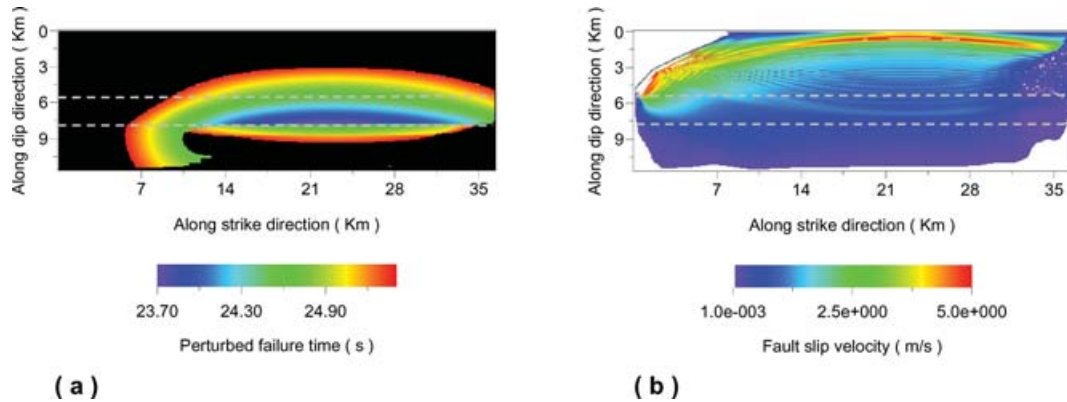 Along dip direction ( Km )
0
3
6
9
7 14 21 28 35
Along strike direction ( Km )
23.70 24.30 24.90
Perturbed failure time ( s )
( a )
Along dip direction ( Km )
0
3
6
9
7 14 21 28 35
Along strike direction ( Km )
1.0e-003 2.5e+000 5.0e+000
Fault slip velocity ( m/s )
( b )